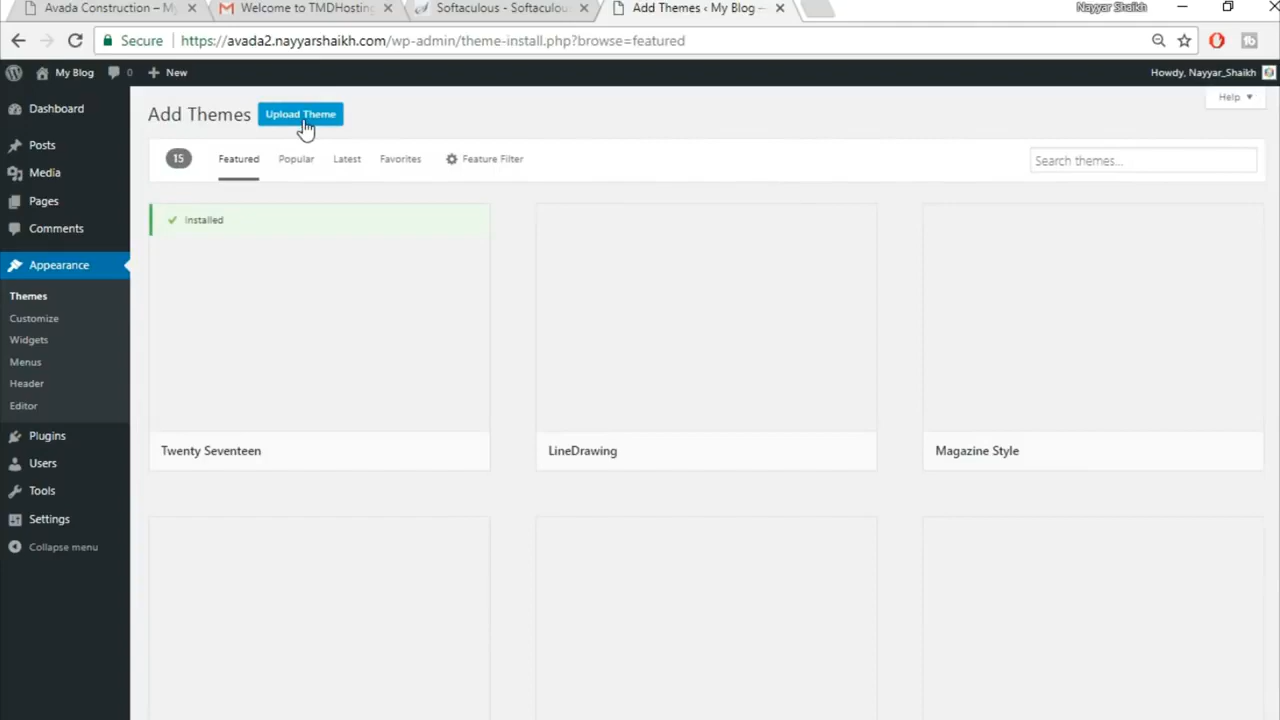 Avada Construction – My
Welcome to TMDHosting
Softaculous - Softaculous
Add Themes ‹ My Blog —
Nayyar Shaikh
Secure
https://avada2.nayyarshaikh.com/wp-admin/theme-install.php?browse=featured
My Blog
0
New
Howdy, Nayyar_Shaikh
Dashboard
Posts
Media
Pages
Comments
Appearance
Themes
Customize
Widgets
Menus
Header
Editor
Plugins
Users
Tools
Settings
Collapse menu
Help
Add Themes
Upload Theme
15
Featured
Popular
Latest
Favorites
Feature Filter
Search themes...
Installed
Twenty Seventeen
LineDrawing
Magazine Style